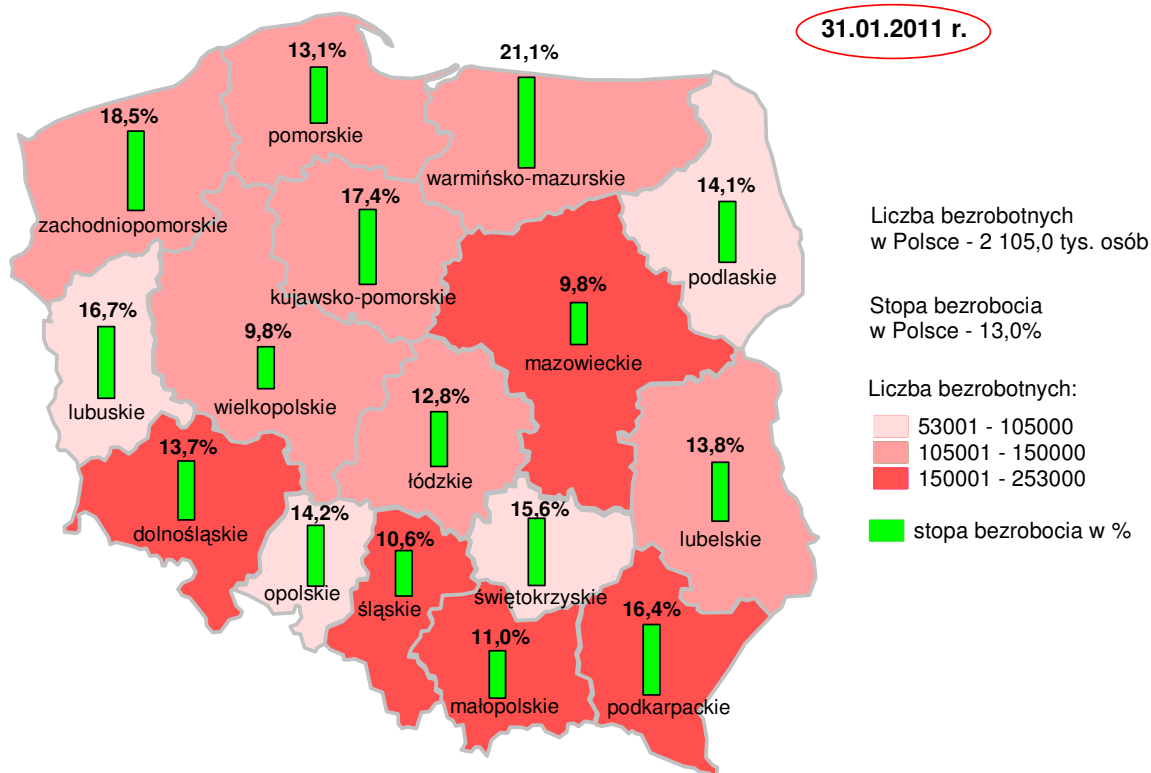 31.01.2011 r.
13,1%
pomorskie
21,1%
warmińsko-mazurskie
18,5%
zachodniopomorskie
17,4%
kujawsko-pomorskie
14,1%
podlaskie
16,7%
lubuskie
9,8%
wielkopolskie
9,8%
mazowieckie
12,8%
łódzkie
13,8%
lubelskie
13,7%
dolnośląskie
14,2%
opolskie
10,6%
śląskie
15,6%
świętokrzyskie
11,0%
małopolskie
16,4%
podkarpackie
Liczba bezrobotnych
w Polsce - 2 105,0 tys. osób
Stopa bezrobocia
w Polsce - 13,0%
Liczba bezrobotnych:
53001 - 105000
105001 - 150000
150001 - 253000
stopa bezrobocia w %